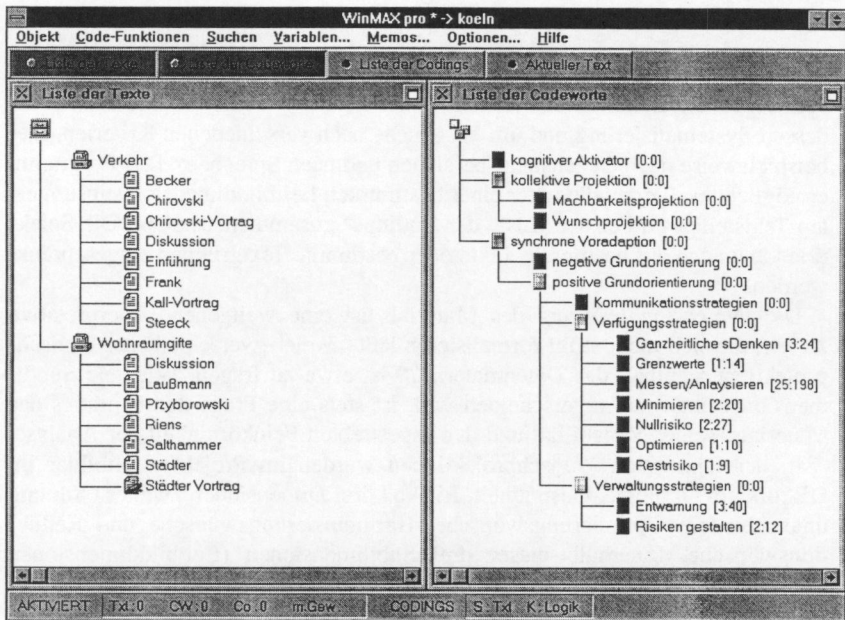 WinMAX pro * -> koeln
Objekt Code-Funktionen Suchen Variablen... Memos... Optionen... Hilfe
Liste der Texte Liste der Codeworte Liste der Codings Aktueller Text
Liste der Texte
Verkehr
Becker
Chirovski
Chirovski-Vortrag
Diskussion
Einführung
Frank
Kall-Vortrag
Steeck
Wohnraumgifte
Diskussion
Laußmann
Przyborowski
Riens
Salthammer
Städter
Städter Vortrag
Liste der Codeworte
kognitiver Aktivator [0:0]
kollektive Projektion [0:0]
Machbarkeitsprojektion [0:0]
Wunschprojektion [0:0]
synchrone Voradaption [0:0]
negative Grundorientierung [0:0]
positive Grundorientierung [0:0]
Kommunikationsstrategien [0:0]
Verfügungsstrategien [0:0]
Ganzheitliche sDenken [3:24]
Grenzwerte [1:14]
Messen/Anlaysieren [25:198]
Minimieren [2:20]
Nullrisiko [2:27]
Optimieren [1:10]
Restrisiko [1:9]
Verwaltungsstrategien [0:0]
Entwarnung [3:40]
Risiken gestalten [2:12]
AKTIVIERT Txt:0 CW:0 Co:0 m.Gew. CODINGS S: Txt K: Logik